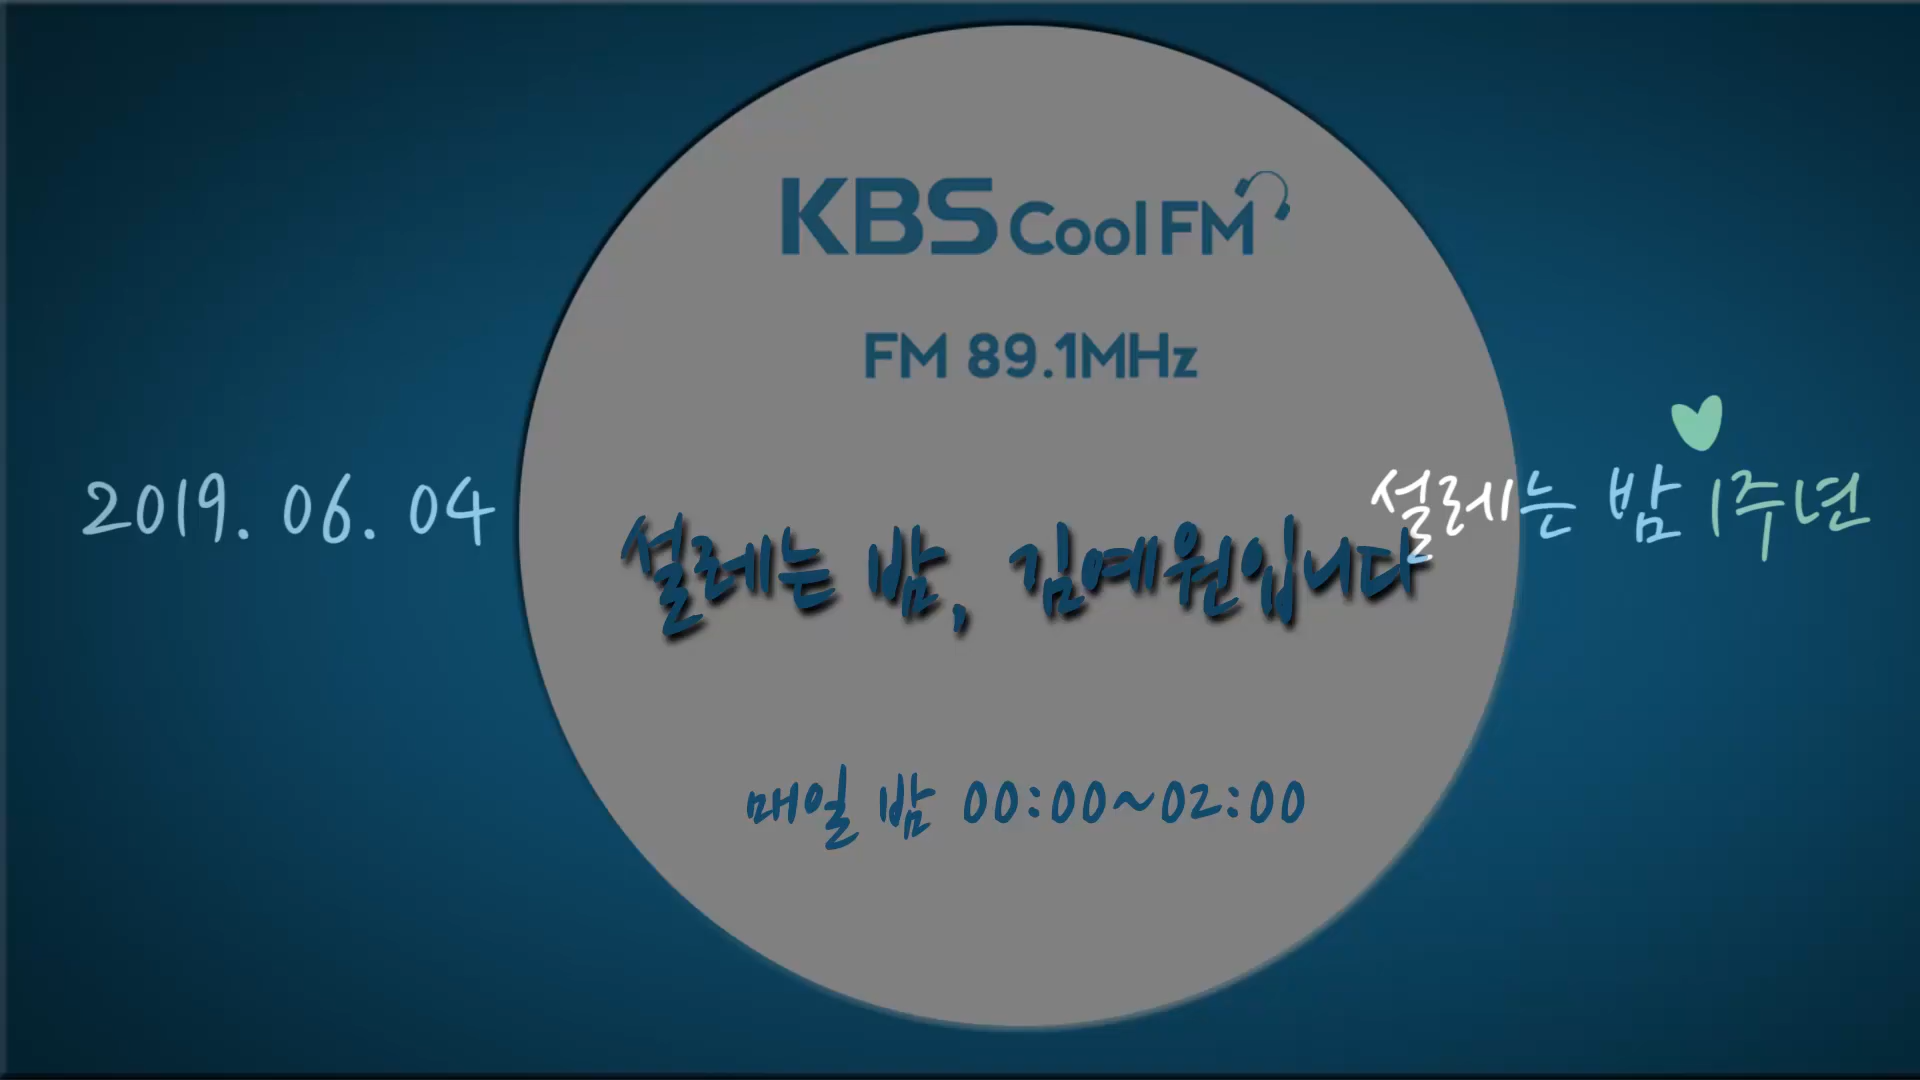 KBS Cool FM
FM 89.1MHz
2019. 06. 04
설레는 밤 1주년
설레는 밤, 김예원입니다
매일 밤 00:00~02:00